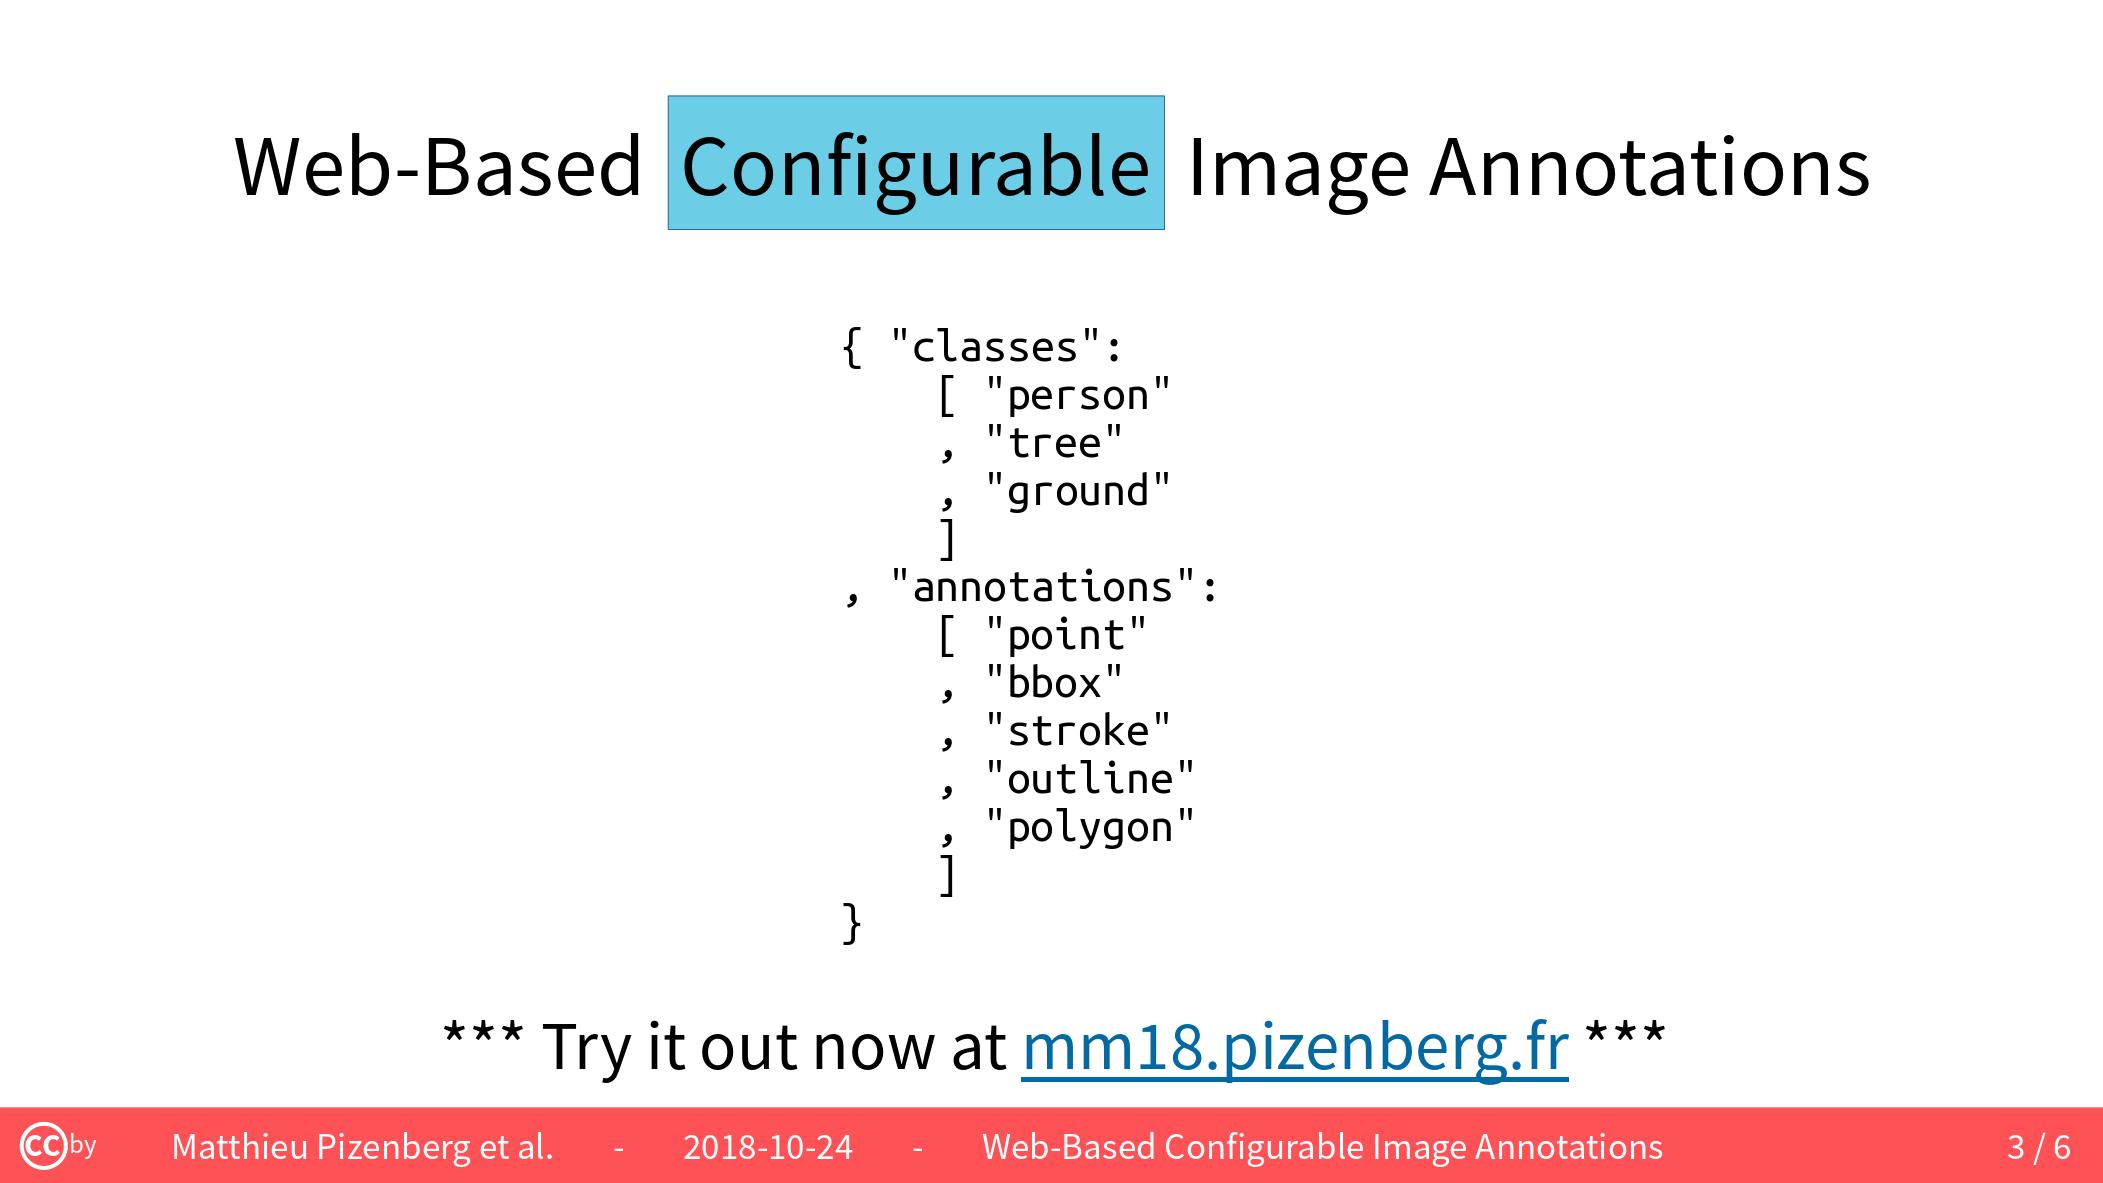 Web-Based Configurable Image Annotations
{ "classes":
    [ "person"
    , "tree"
    , "ground"
    ]
, "annotations":
    [ "point"
    , "bbox"
    , "stroke"
    , "outline"
    , "polygon"
    ]
}
*** Try it out now at mm18.pizenberg.fr ***
cc by Matthieu Pizenberg et al. - 2018-10-24 - Web-Based Configurable Image Annotations 3 / 6